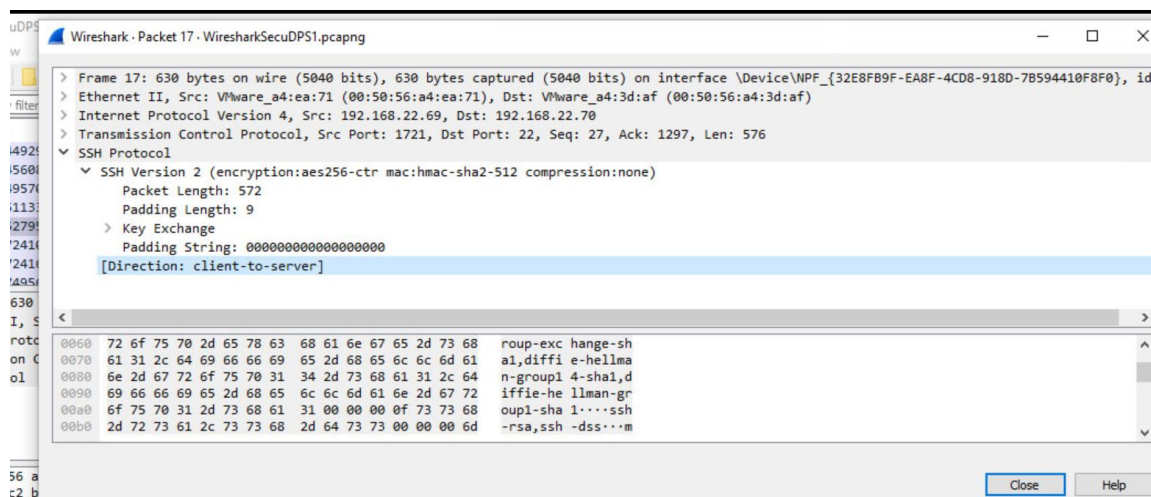 uDPS
Wireshark · Packet 17 · WiresharkSecuDPS1.pcapng
w
> Frame 17: 630 bytes on wire (5040 bits), 630 bytes captured (5040 bits) on interface \Device\NPF_{32E8FB9F-EA8F-4CD8-918D-7B594410F8F0}, id
> Ethernet II, Src: VMware_a4:ea:71 (00:50:56:a4:ea:71), Dst: VMware_a4:3d:af (00:50:56:a4:3d:af)
filter
> Internet Protocol Version 4, Src: 192.168.22.69, Dst: 192.168.22.70
> Transmission Control Protocol, Src Port: 1721, Dst Port: 22, Seq: 27, Ack: 1297, Len: 576
SSH Protocol
SSH Version 2 (encryption:aes256-ctr mac:hmac-sha2-512 compression:none)
Packet Length: 572
Padding Length: 9
> Key Exchange
Padding String: 000000000000000000
[Direction: client-to-server]
630
I, S
roto
on C
ol
0060 72 6f 75 70 2d 65 78 63 68 61 6e 67 65 2d 73 68 roup-exc hange-sh
0070 61 31 2c 64 69 66 66 69 65 2d 68 65 6c 6c 6d 61 a1,diffi e-hellma
0080 6e 2d 67 72 6f 75 70 31 34 2d 73 68 61 31 2c 64 n-group1 4-sha1,d
0090 69 66 66 69 65 2d 68 65 6c 6c 6d 61 6e 2d 67 72 iffie-he llman-gr
00a0 6f 75 70 31 2d 73 68 61 31 00 00 00 0f 73 73 68 oup1-sha 1····ssh
00b0 2d 72 73 61 2c 73 73 68 2d 64 73 73 00 00 00 6d -rsa,ssh -dss···m
56 a
c2 b
Close Help